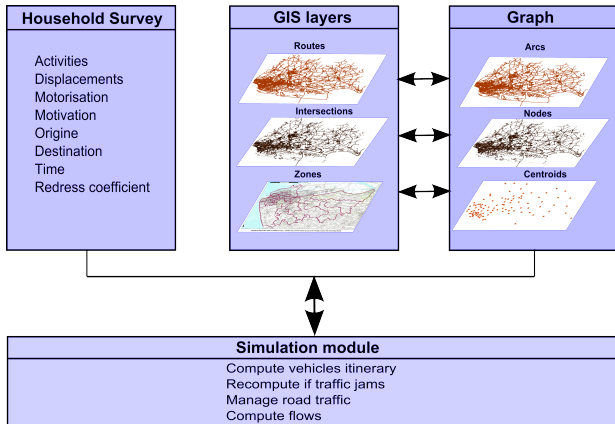 Household Survey
Activities
Displacements
Motorisation
Motivation
Origine
Destination
Time
Redress coefficient
GIS layers
Routes
Intersections
Zones
Graph
Arcs
Nodes
Centroids
Simulation module
Compute vehicles itinerary
Recompute if traffic jams
Manage road traffic
Compute flows